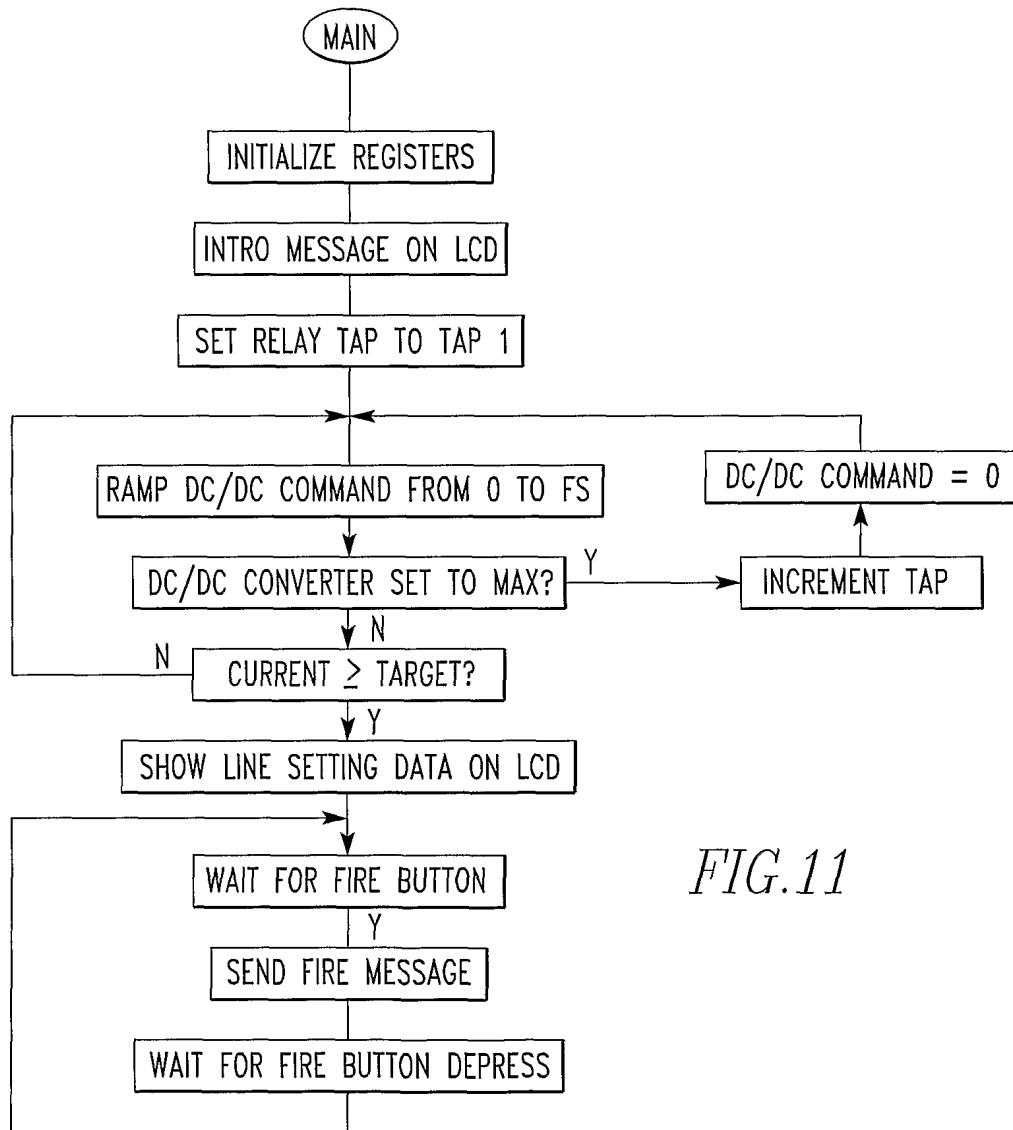 MAIN
INITIALIZE REGISTERS
INTRO MESSAGE ON LCD
SET RELAY TAP TO TAP 1
RAMP DC/DC COMMAND FROM 0 TO FS
DC/DC COMMAND = 0
DC/DC CONVERTER SET TO MAX?
Y
INCREMENT TAP
N
N
CURRENT ≥ TARGET?
Y
SHOW LINE SETTING DATA ON LCD
WAIT FOR FIRE BUTTON
Y
SEND FIRE MESSAGE
WAIT FOR FIRE BUTTON DEPRESS
FIG.11